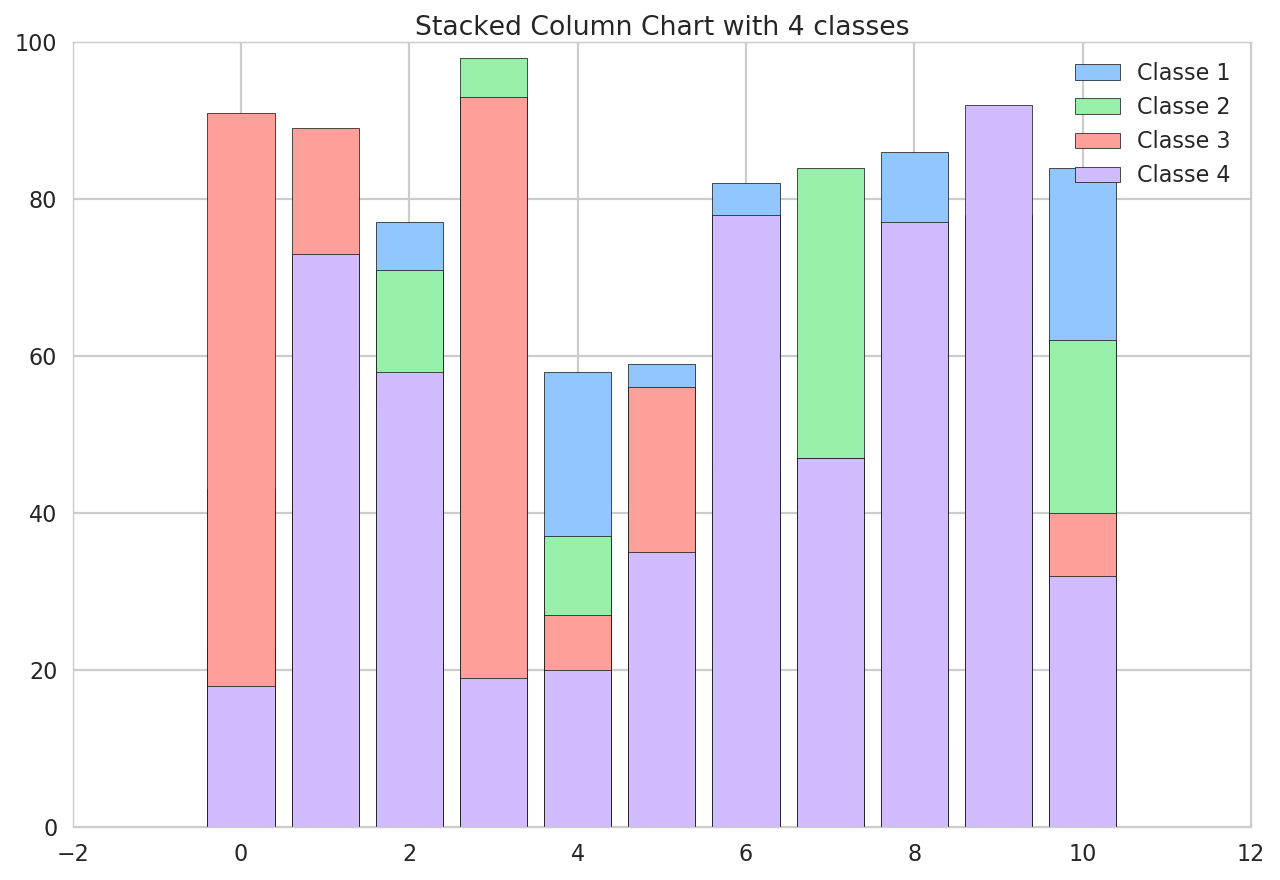 Stacked Column Chart with 4 classes
100
80
60
40
20
0
Classe 1
Classe 2
Classe 3
Classe 4
−2 0 2 4 6 8 10 12